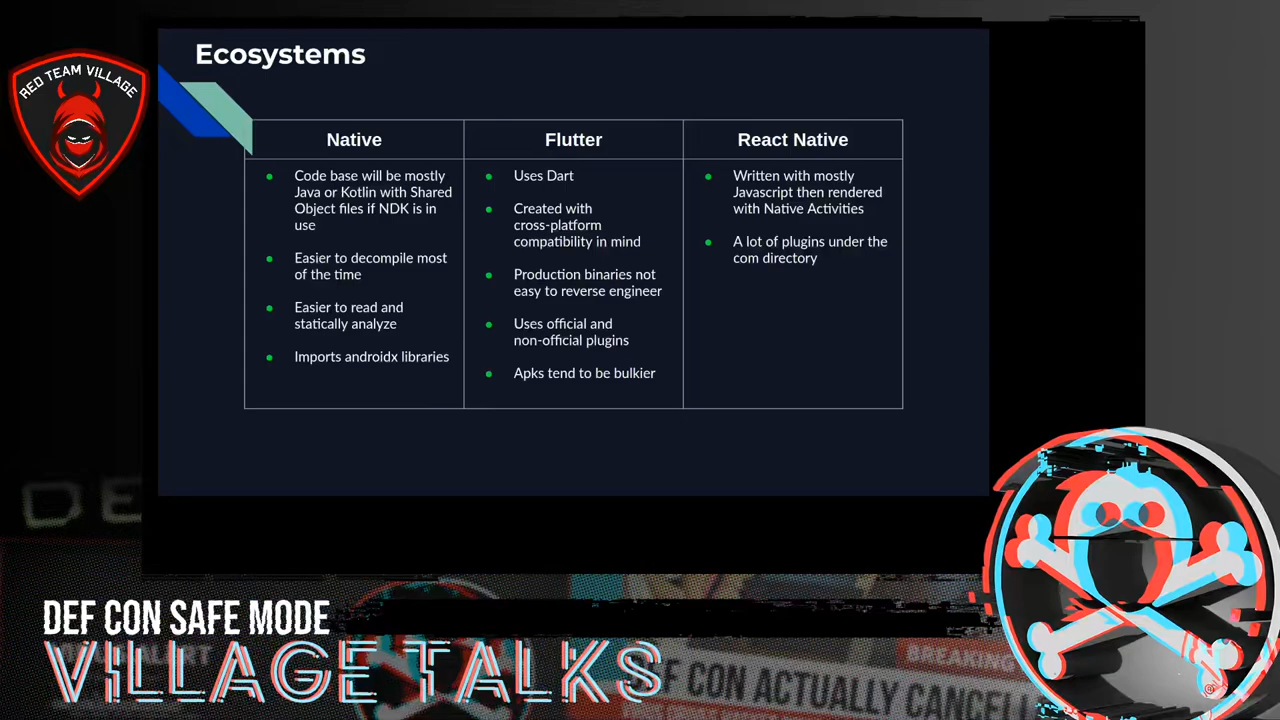 RED TEAM VILLAGE
Ecosystems
Native
Code base will be mostly
Java or Kotlin with Shared
Object files if NDK is in
use
Easier to decompile most
of the time
Easier to read and
statically analyze
Imports androidx libraries
Flutter
Uses Dart
Created with
cross-platform
compatibility in mind
Production binaries not
easy to reverse engineer
Uses official and
non-official plugins
Apks tend to be bulkier
React Native
Written with mostly
Javascript then rendered
with Native Activities
A lot of plugins under the
com directory
DE
DEF CON SAFE MODE
VILLAGE TALKS
BREAKING
DEF CON ACTUALLY CANCELL